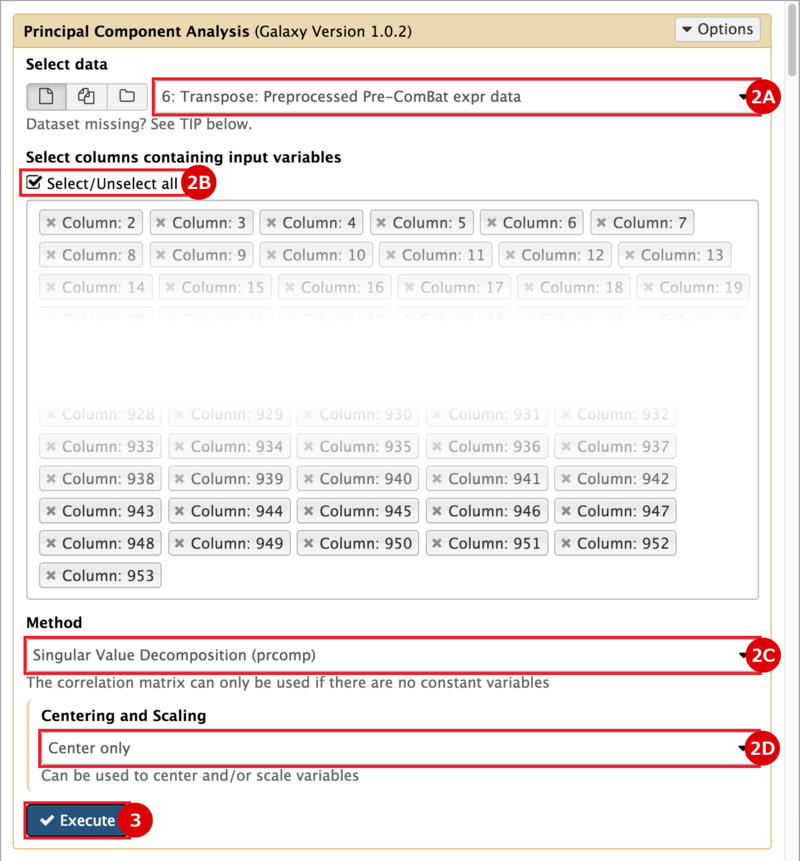 Principal Component Analysis (Galaxy Version 1.0.2) Options
Select data
6: Transpose: Preprocessed Pre-ComBat expr data 2A
Dataset missing? See TIP below.
Select columns containing input variables
Select/Unselect all 2B
Column: 2 Column: 3 Column: 4 Column: 5 Column: 6 Column: 7
Column: 8 Column: 9 Column: 10 Column: 11 Column: 12 Column: 13
Column: 14 Column: 15 Column: 16 Column: 17 Column: 18 Column: 19
Column: 928 Column: 929 Column: 930 Column: 931 Column: 932
Column: 933 Column: 934 Column: 935 Column: 936 Column: 937
Column: 938 Column: 939 Column: 940 Column: 941 Column: 942
Column: 943 Column: 944 Column: 945 Column: 946 Column: 947
Column: 948 Column: 949 Column: 950 Column: 951 Column: 952
Column: 953
Method
Singular Value Decomposition (prcomp) 2C
The correlation matrix can only be used if there are no constant variables
Centering and Scaling
Center only 2D
Can be used to center and/or scale variables
Execute 3